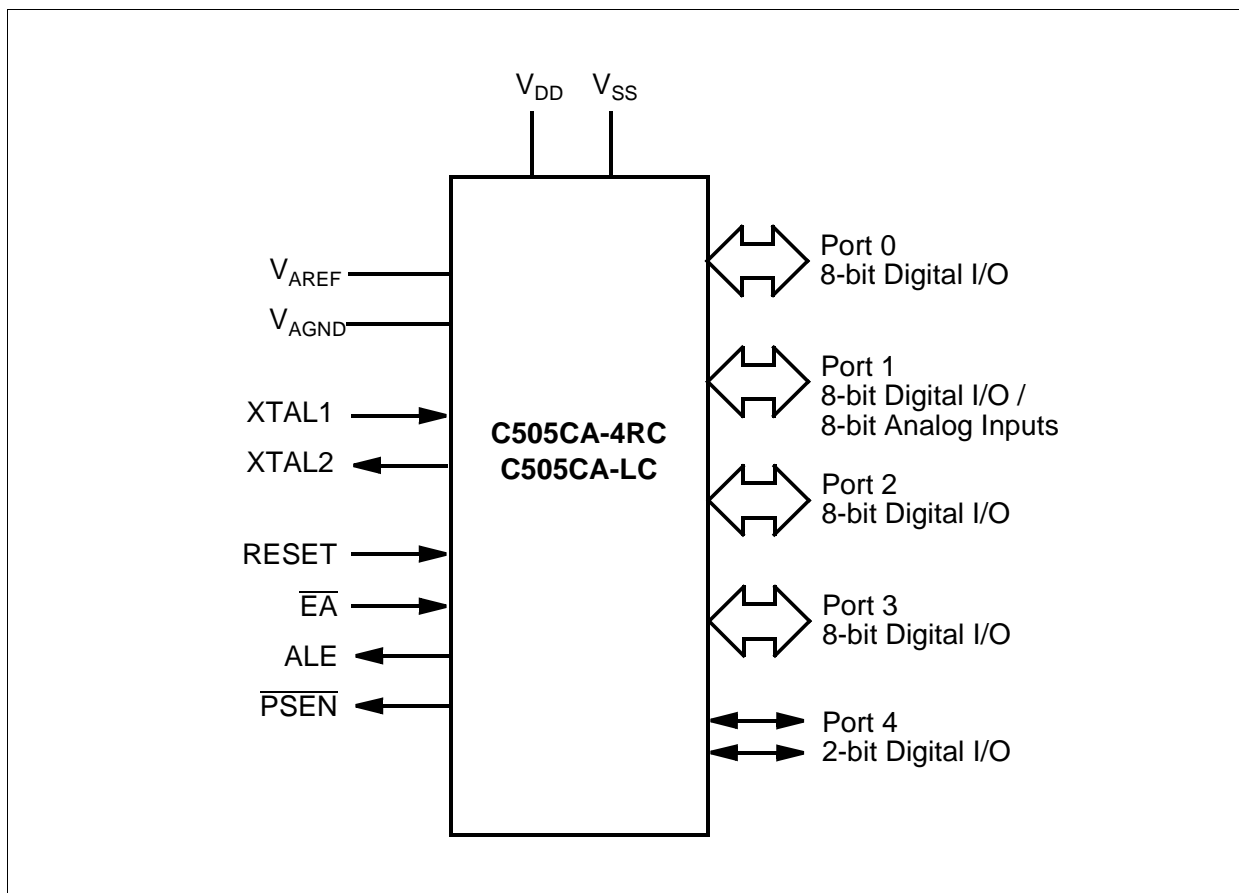 VDD VSS
VAREF
VAGND
XTAL1
XTAL2
RESET
EA
ALE
PSEN
C505CA-4RC
C505CA-LC
Port 0
8-bit Digital I/O
Port 1
8-bit Digital I/O /
8-bit Analog Inputs
Port 2
8-bit Digital I/O
Port 3
8-bit Digital I/O
Port 4
2-bit Digital I/O